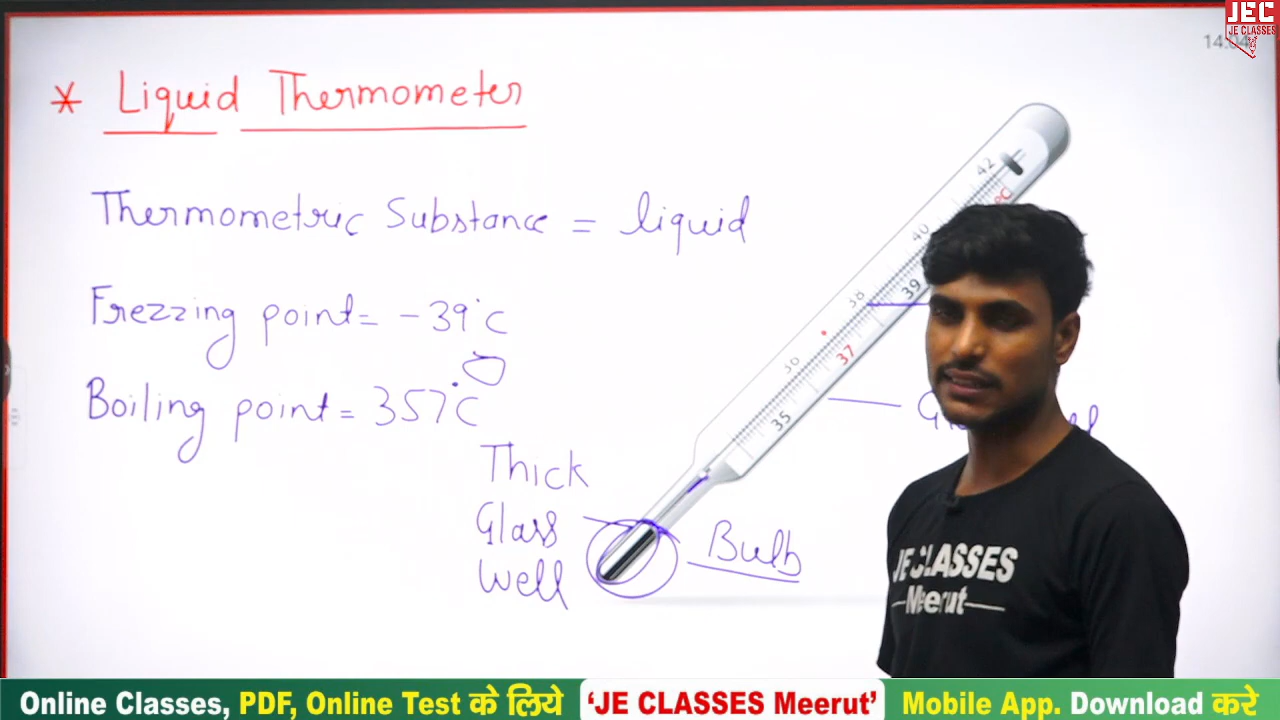 JEC
JE CLASSES
* Liquid Thermometer
Thermometric Substance = liquid
Frezzing point = -39°C
Boiling point = 357°C
Thick
Glass
Well
Bulb
42
°C
40
39
38
37
36
35
JE CLASSES
Meerut
Online Classes, PDF, Online Test के लिये 'JE CLASSES Meerut' Mobile App. Download करे